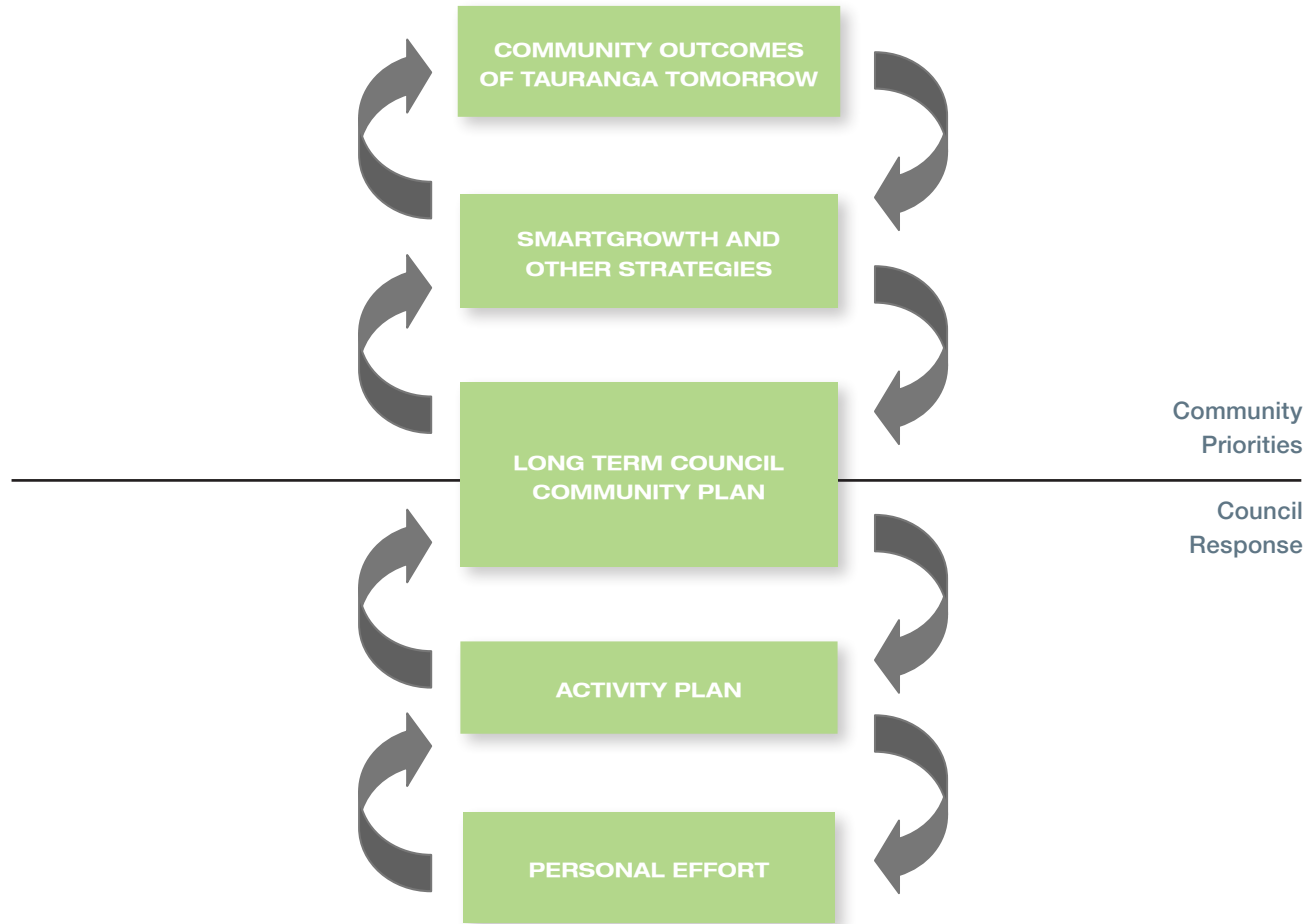 COMMUNITY OUTCOMES
OF TAURANGA TOMORROW
SMARTGROWTH AND
OTHER STRATEGIES
Community
Priorities
LONG TERM COUNCIL
COMMUNITY PLAN
Council
Response
ACTIVITY PLAN
PERSONAL EFFORT